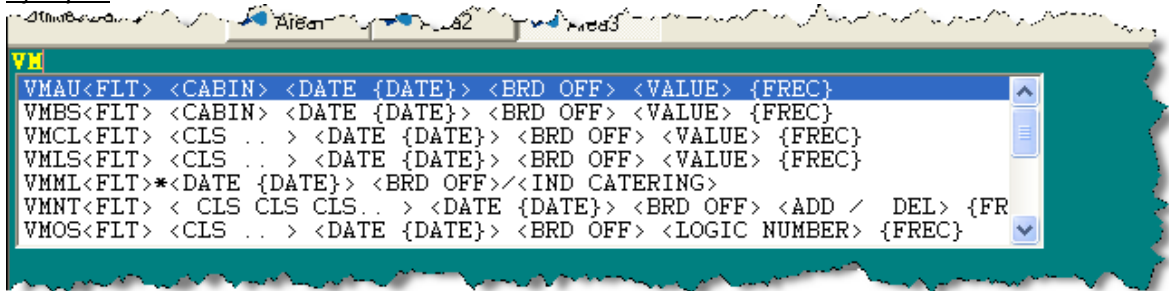 Area3
VM
VMAU<FLT> <CABIN> <DATE {DATE}> <BRD OFF> <VALUE> {FREC}
VMBS<FLT> <CABIN> <DATE {DATE}> <BRD OFF> <VALUE> {FREC}
VMCL<FLT> <CLS .. > <DATE {DATE}> <BRD OFF> <VALUE> {FREC}
VMLS<FLT> <CLS .. > <DATE {DATE}> <BRD OFF> <VALUE> {FREC}
VMML<FLT>*<DATE {DATE}> <BRD OFF>/<IND CATERING>
VMNT<FLT> < CLS CLS CLS.. > <DATE {DATE}> <BRD OFF> <ADD / DEL> {FR
VMOS<FLT> <CLS .. > <DATE {DATE}> <BRD OFF> <LOGIC NUMBER> {FREC}